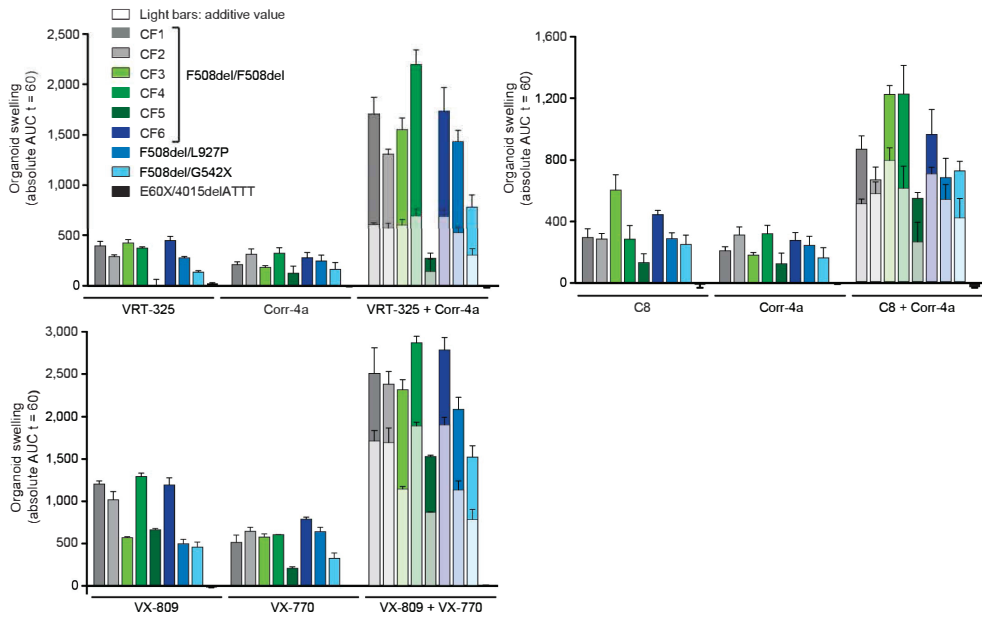 Light bars: additive value
CF1
CF2
CF3
CF4
CF5
CF6
F508del/F508del
F508del/L927P
F508del/G542X
E60X/4015delATTT
Organoid swelling
(absolute AUC t = 60)
2,500
2,000
1,500
1,000
500
0
VRT-325
Corr-4a
VRT-325 + Corr-4a
Organoid swelling
(absolute AUC t = 60)
1,600
1,200
800
400
0
C8
Corr-4a
C8 + Corr-4a
Organoid swelling
(absolute AUC t = 60)
3,000
2,500
2,000
1,500
1,000
500
0
VX-809
VX-770
VX-809 + VX-770